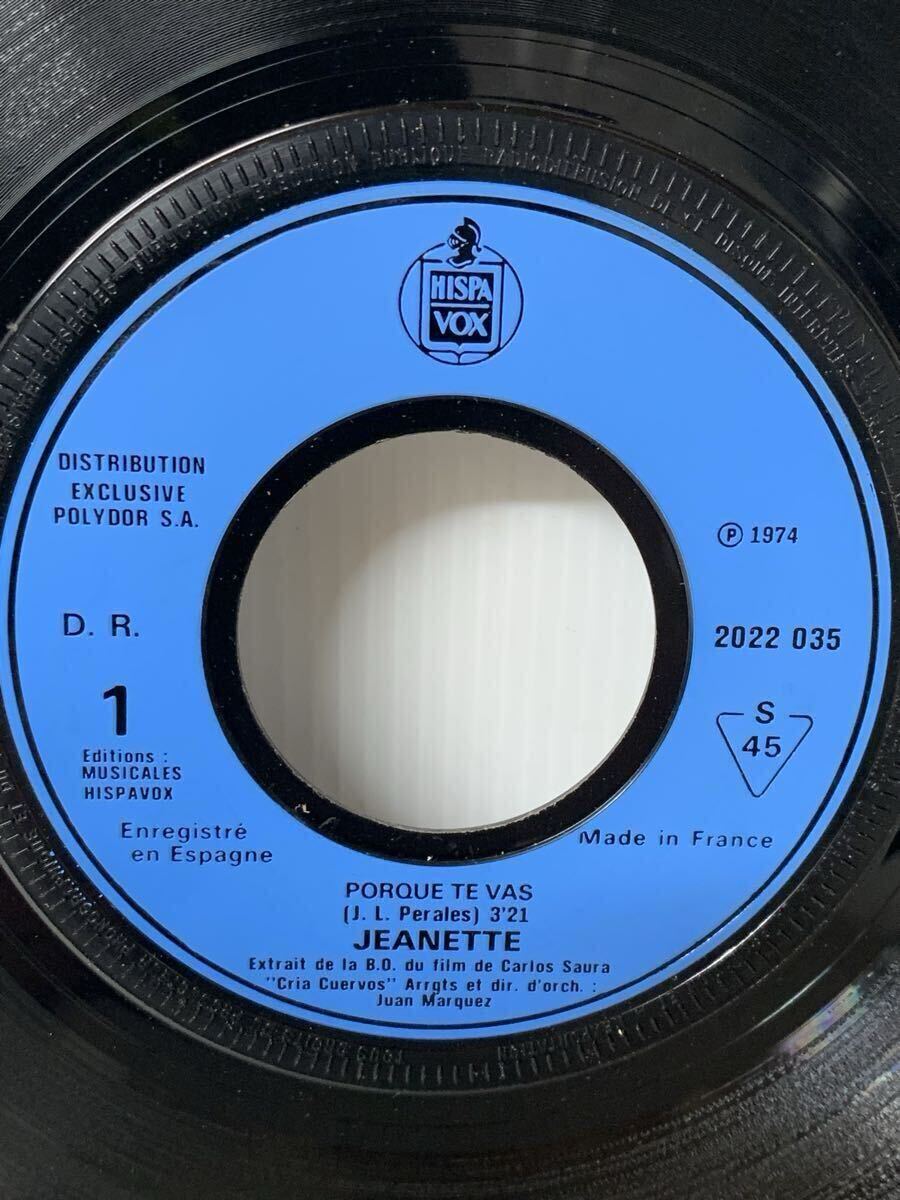 HISPA
VOX
DISTRIBUTION
EXCLUSIVE
POLYDOR S.A.
℗ 1974
D. R.
2022 035
1
S
45
Editions :
MUSICALES
HISPAVOX
Enregistré
en Espagne
Made in France
PORQUE TE VAS
(J. L. Perales) 3'21
JEANETTE
Extrait de la B.O. du film de Carlos Saura
"Cria Cuervos" Arrgts et dir. d'orch. :
Juan Marquez